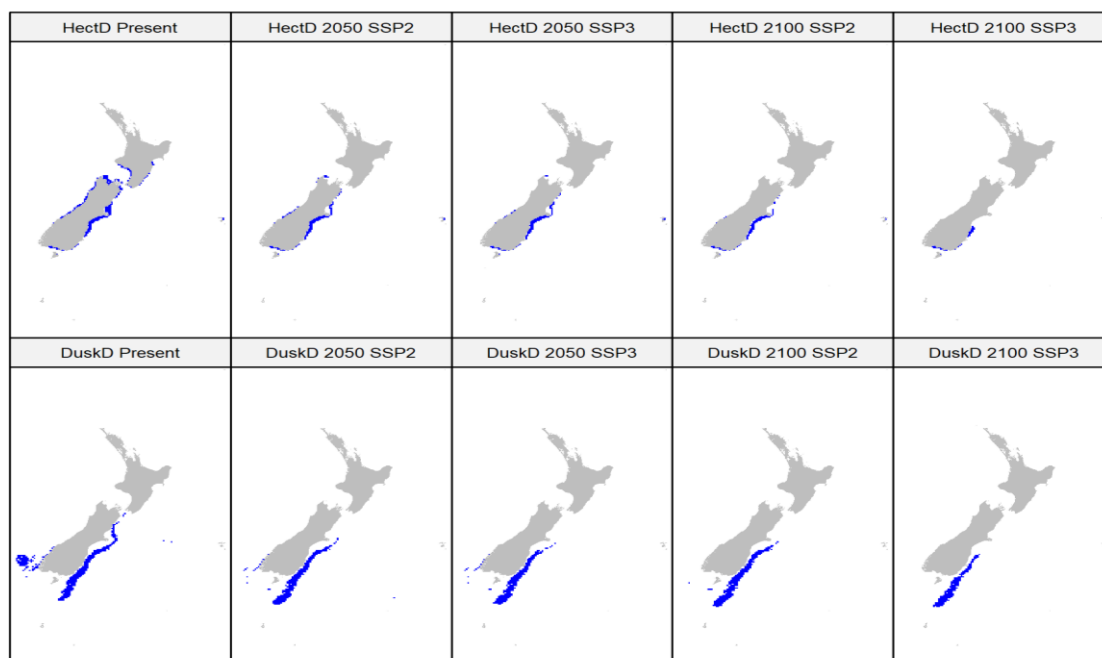 HectD Present
HectD 2050 SSP2
HectD 2050 SSP3
HectD 2100 SSP2
HectD 2100 SSP3
DuskD Present
DuskD 2050 SSP2
DuskD 2050 SSP3
DuskD 2100 SSP2
DuskD 2100 SSP3